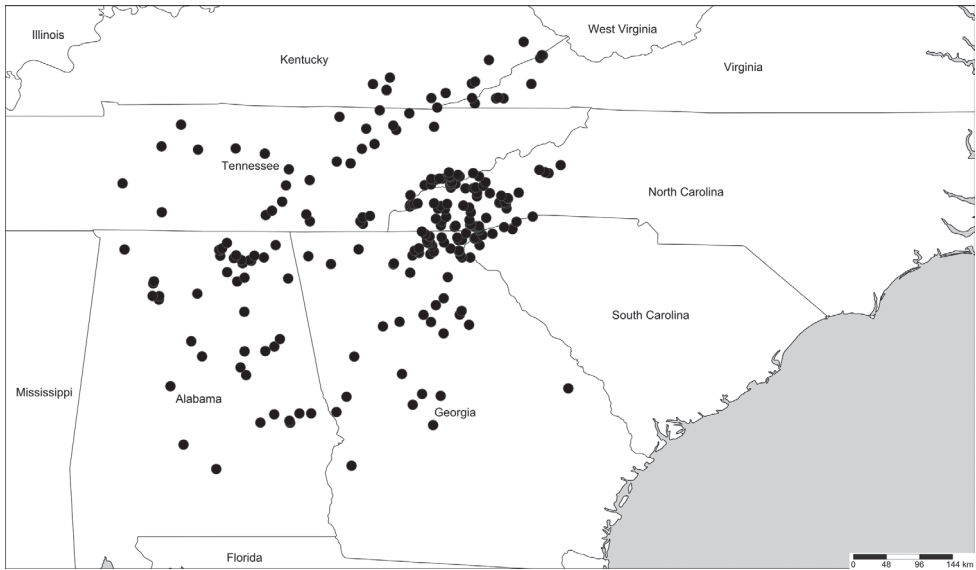 West Virginia
Illinois
Kentucky
Virginia
Tennessee
North Carolina
South Carolina
Mississippi
Alabama
Georgia
Florida
0 48 96 144 km